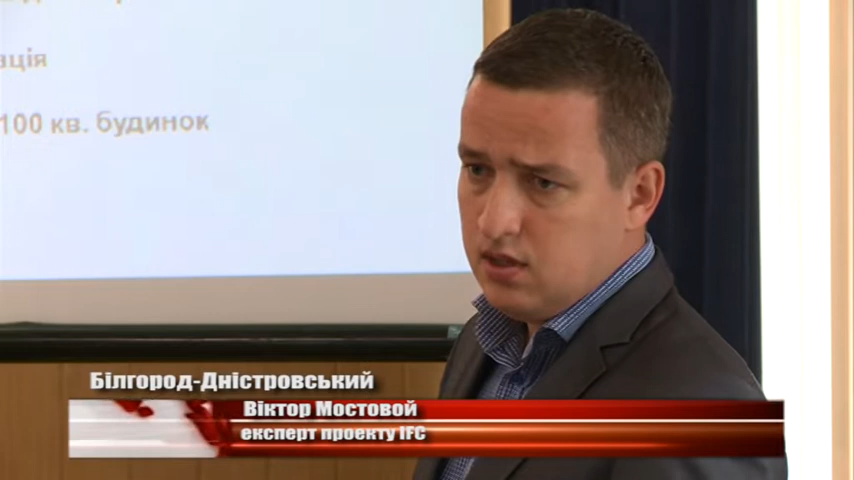 ація
100 кв. будинок
Білгород-Дністровський
Віктор Мостовой
експерт проекту IFC